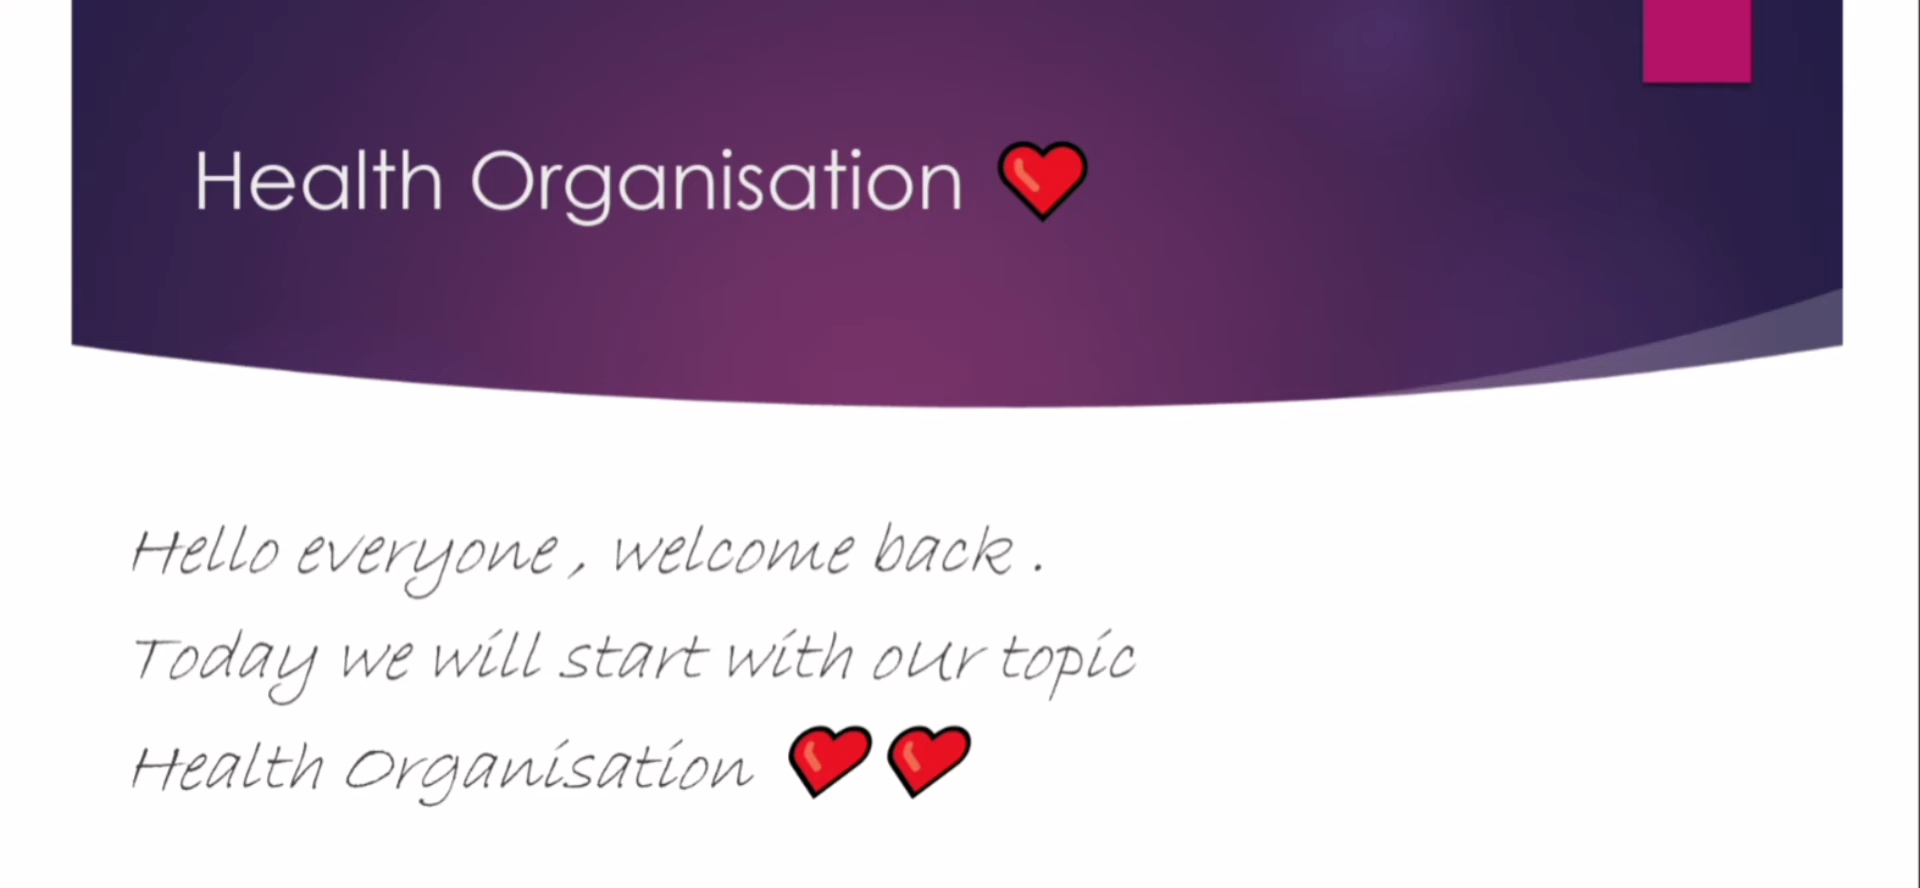 Health Organisation ❤️
Hello everyone , welcome back .
Today we will start with our topic
Health Organisation ❤️❤️